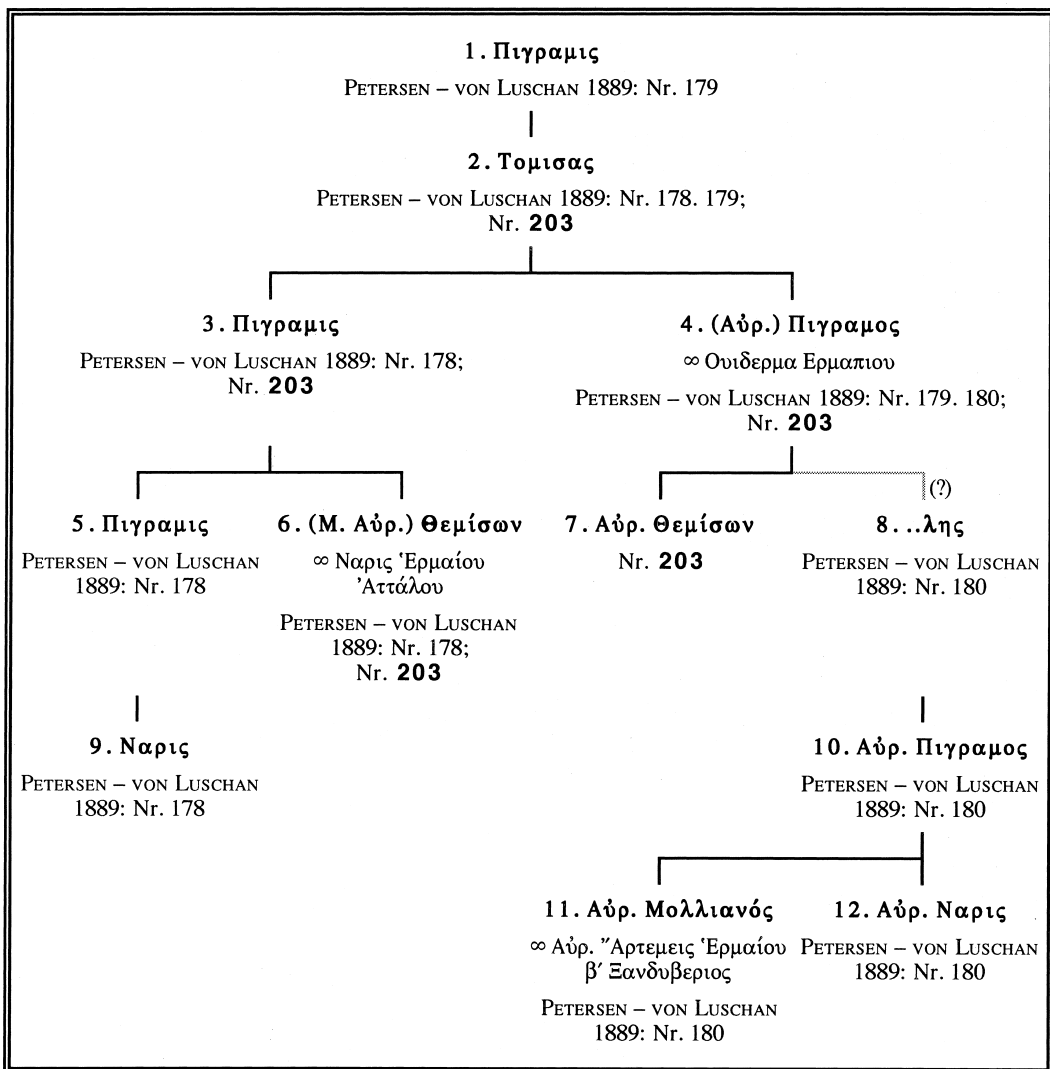 1. Πιγραμις
PETERSEN – VON LUSCHAN 1889: Nr. 179
2. Τομισας
PETERSEN – VON LUSCHAN 1889: Nr. 178. 179;
Nr. 203
3. Πιγραμις
PETERSEN – VON LUSCHAN 1889: Nr. 178;
Nr. 203
4. (Αὐρ.) Πιγραμος
∞ Ουιδερμα Ερμαπιου
PETERSEN – VON LUSCHAN 1889: Nr. 179. 180;
Nr. 203
5. Πιγραμις
PETERSEN – VON LUSCHAN
1889: Nr. 178
6. (Μ. Αὐρ.) Θεμίσων
∞ Ναρις Ἑρμαίου
Ἀττάλου
PETERSEN – VON LUSCHAN
1889: Nr. 178;
Nr. 203
7. Αὐρ. Θεμίσων
Nr. 203
(?)
8. ..λης
PETERSEN – VON LUSCHAN
1889: Nr. 180
9. Ναρις
PETERSEN – VON LUSCHAN
1889: Nr. 178
10. Αὐρ. Πιγραμος
PETERSEN – VON LUSCHAN
1889: Nr. 180
11. Αὐρ. Μολλιανός
∞ Αὐρ. Ἄρτεμεις Ἑρμαίου
β′ Ξανδυβεριος
PETERSEN – VON LUSCHAN
1889: Nr. 180
12. Αὐρ. Ναρις
PETERSEN – VON LUSCHAN
1889: Nr. 180